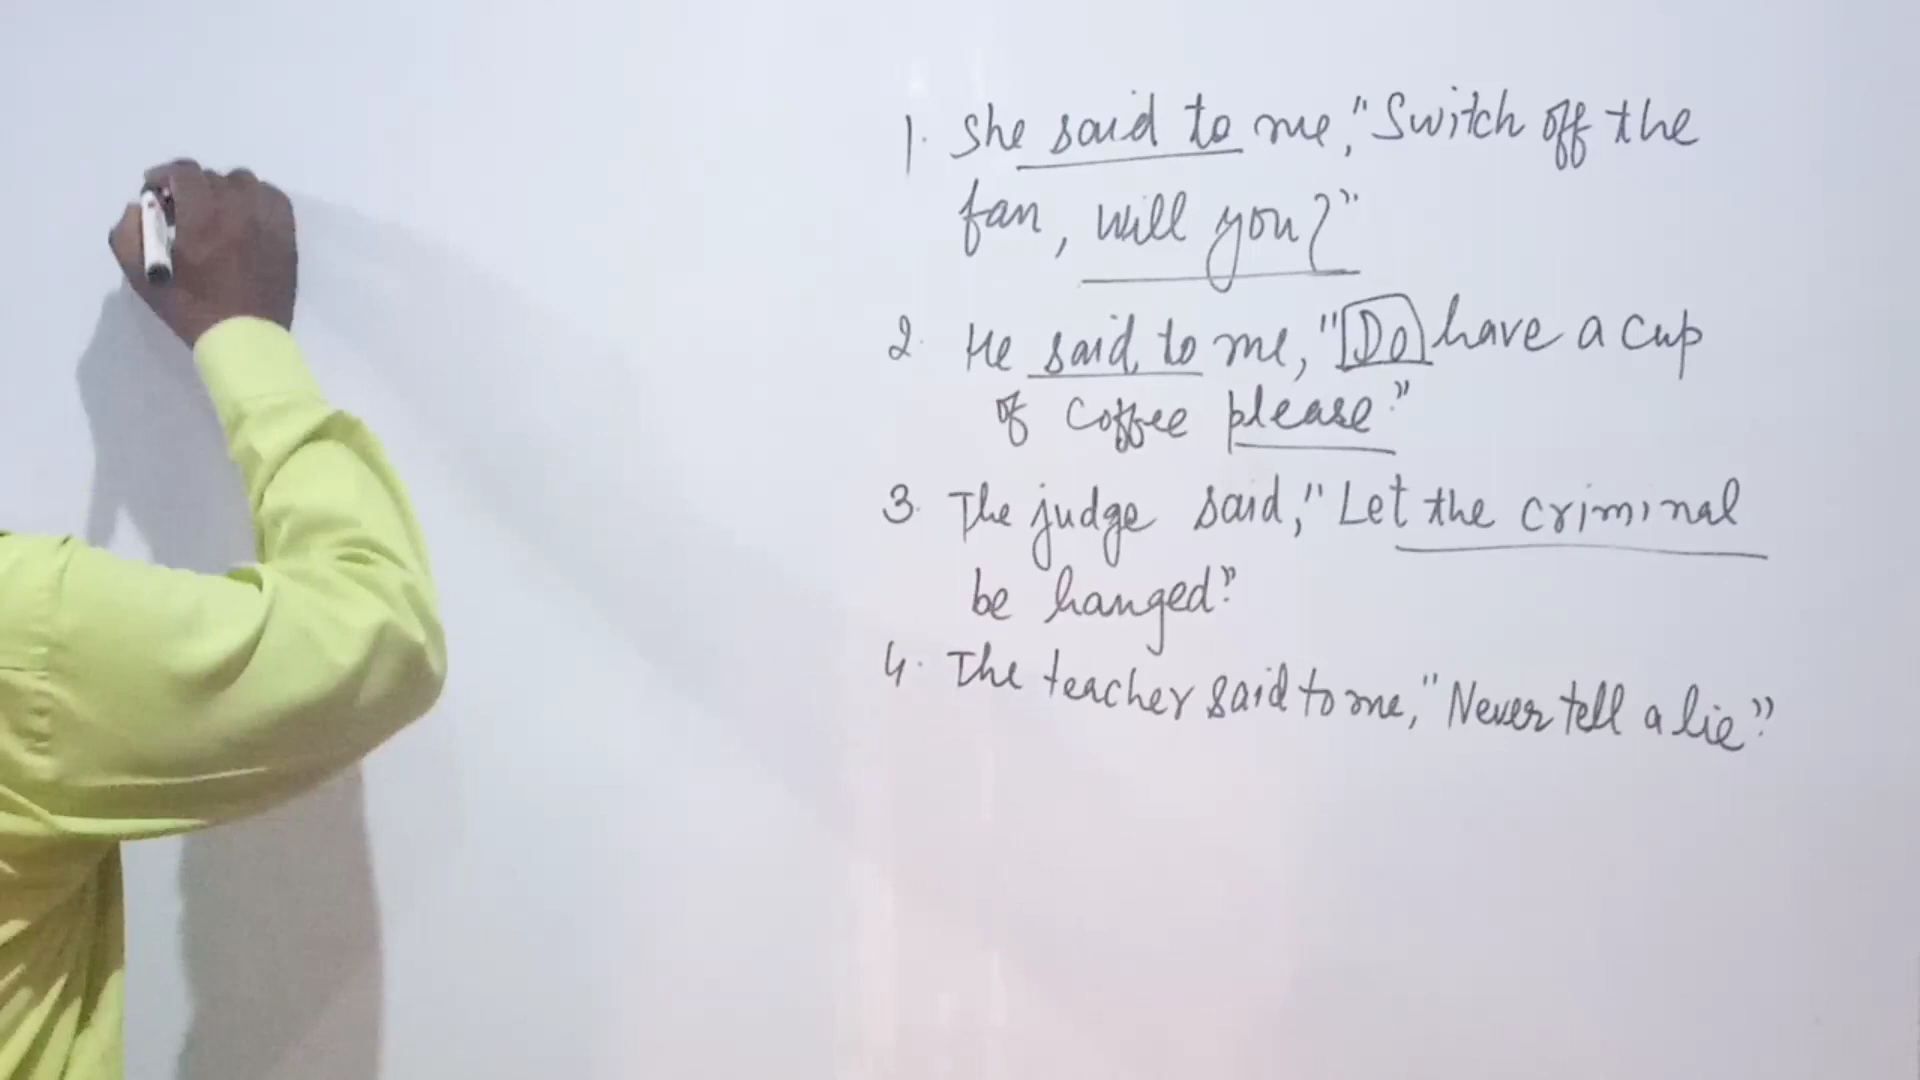 1. She said to me, "Switch off the
fan, will you?"
2. He said to me, "Do have a cup
of coffee please."
3. The judge said, "Let the criminal
be hanged."
4. The teacher said to me, "Never tell a lie."